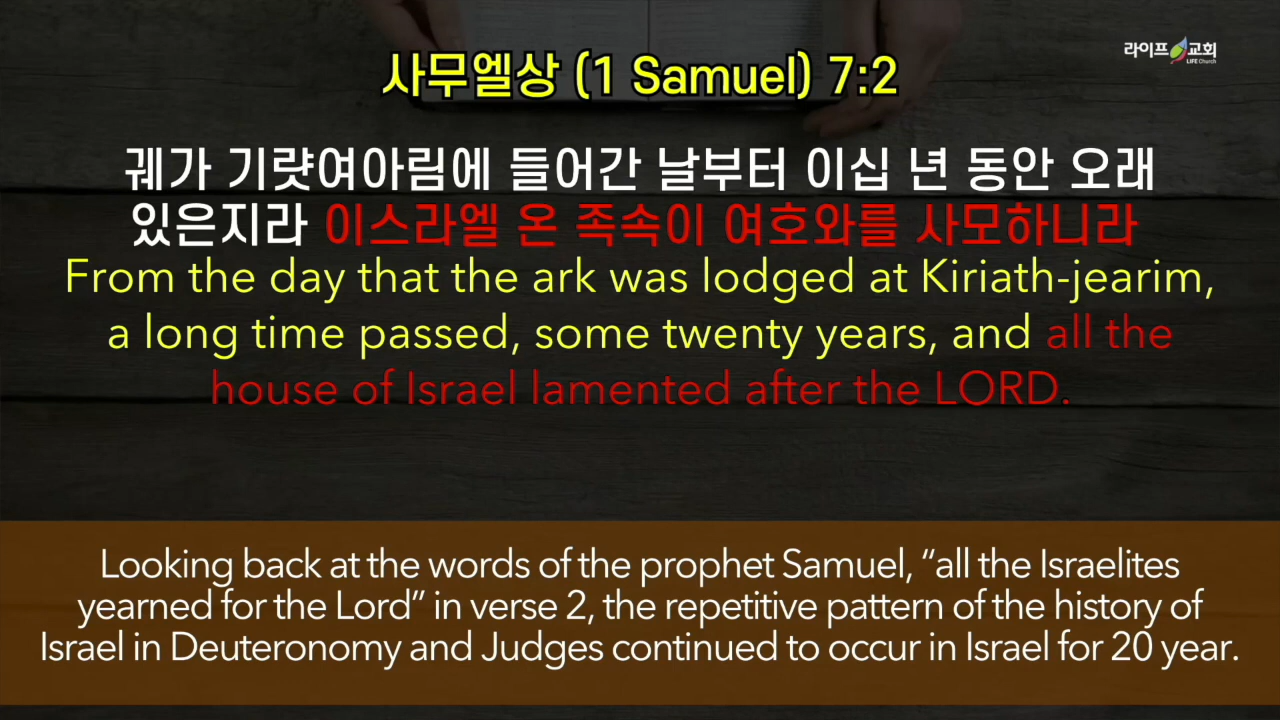 라이프 교회
LIFE Church
사무엘상 (1 Samuel) 7:2
궤가 기럇여아림에 들어간 날부터 이십 년 동안 오래
있은지라 이스라엘 온 족속이 여호와를 사모하니라
From the day that the ark was lodged at Kiriath-jearim,
a long time passed, some twenty years, and all the
house of Israel lamented after the LORD.
Looking back at the words of the prophet Samuel, “all the Israelites
yearned for the Lord” in verse 2, the repetitive pattern of the history of
Israel in Deuteronomy and Judges continued to occur in Israel for 20 year.